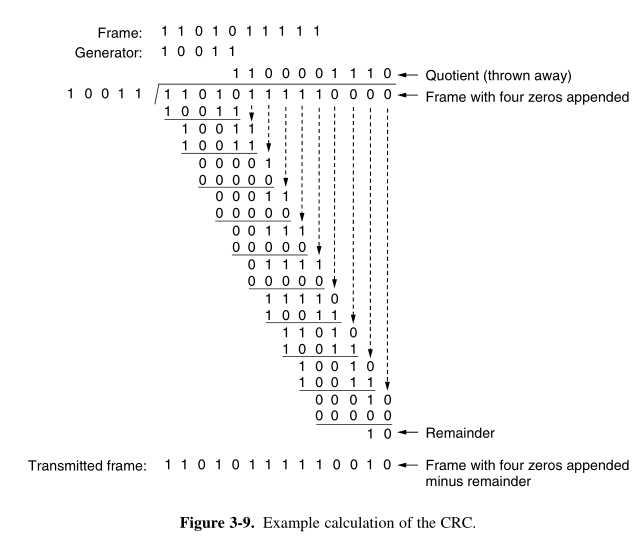 Frame: 1 1 0 1 0 1 1 1 1 1
Generator: 1 0 0 1 1
1 1 0 0 0 0 1 1 1 0 Quotient (thrown away)
1 0 0 1 1 1 1 0 1 0 1 1 1 1 1 0 0 0 0 Frame with four zeros appended
1 0 0 1 1
1 0 0 1 1
1 0 0 1 1
0 0 0 0 1
0 0 0 0 0
0 0 0 1 1
0 0 0 0 0
0 0 1 1 1
0 0 0 0 0
0 1 1 1 1
0 0 0 0 0
1 1 1 1 0
1 0 0 1 1
1 1 0 1 0
1 0 0 1 1
1 0 0 1 0
1 0 0 1 1
0 0 0 1 0
0 0 0 0 0
1 0 Remainder
Transmitted frame: 1 1 0 1 0 1 1 1 1 1 0 0 1 0 Frame with four zeros appended
minus remainder
Figure 3-9. Example calculation of the CRC.